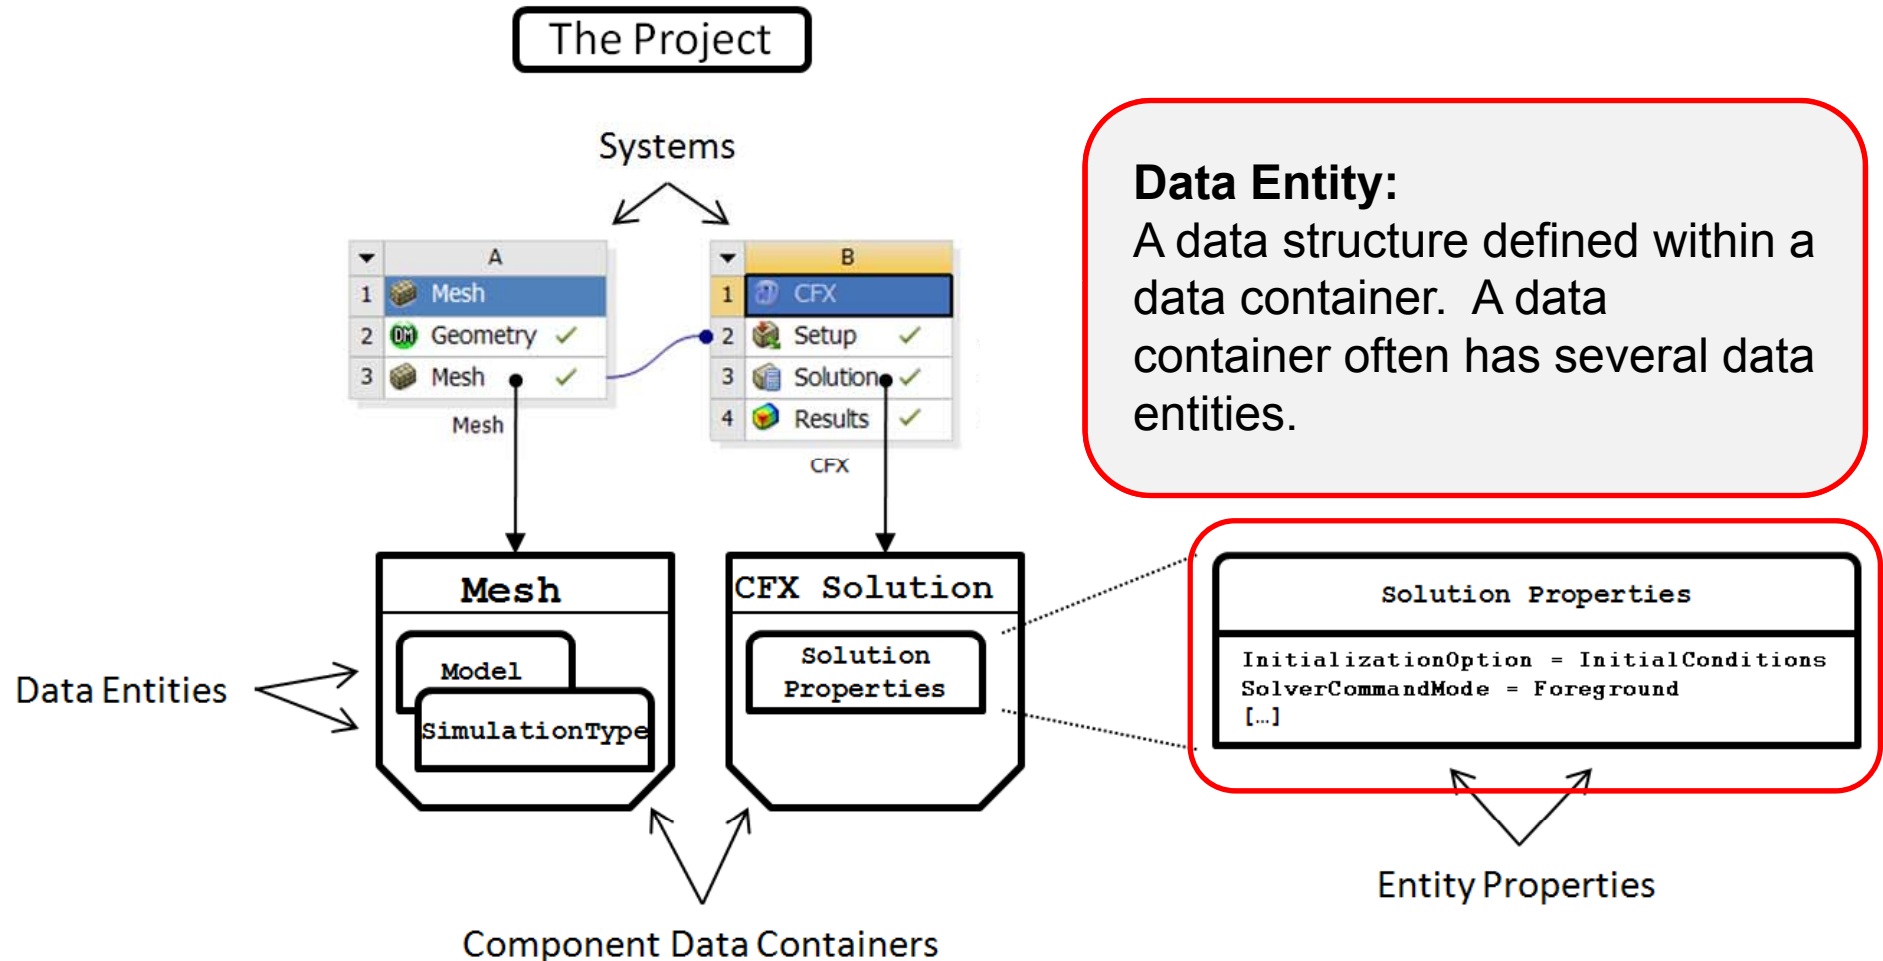 The Project
Systems
A
1 Mesh
2 DM Geometry
3 Mesh
Mesh
B
1 CFX
2 Setup
3 Solution
4 Results
CFX
Data Entity:
A data structure defined within a
data container. A data
container often has several data
entities.
Mesh
Model
SimulationType
CFX Solution
Solution
Properties
Solution Properties
InitializationOption = InitialConditions
SolverCommandMode = Foreground
[…]
Data Entities
Entity Properties
Component Data Containers